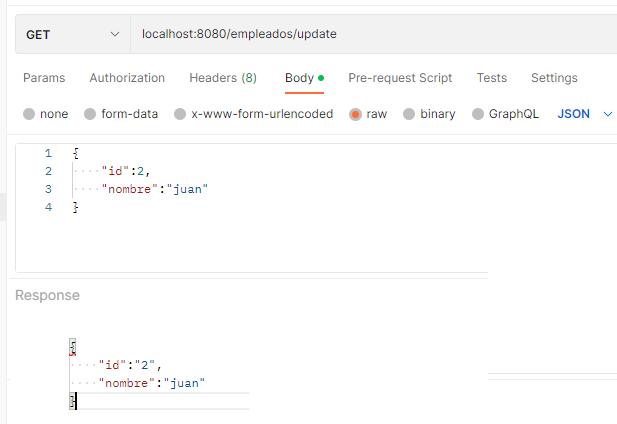 GET localhost:8080/empleados/update
Params Authorization Headers (8) Body Pre-request Script Tests Settings
none form-data x-www-form-urlencoded raw binary GraphQL JSON
1 {
2 "id":2,
3 "nombre":"juan"
4 }
Response
{
"id":"2",
"nombre":"juan"
}